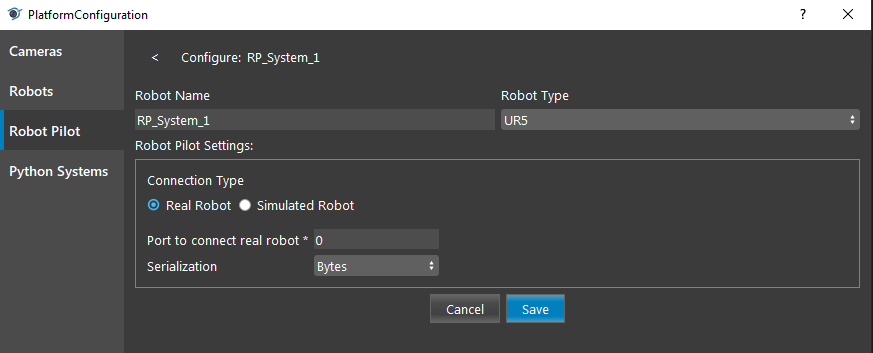 PlatformConfiguration
?
Cameras
Robots
Robot Pilot
Python Systems
< Configure: RP_System_1
Robot Name Robot Type
RP_System_1 UR5
Robot Pilot Settings:
Connection Type
Real Robot Simulated Robot
Port to connect real robot * 0
Serialization Bytes
Cancel Save